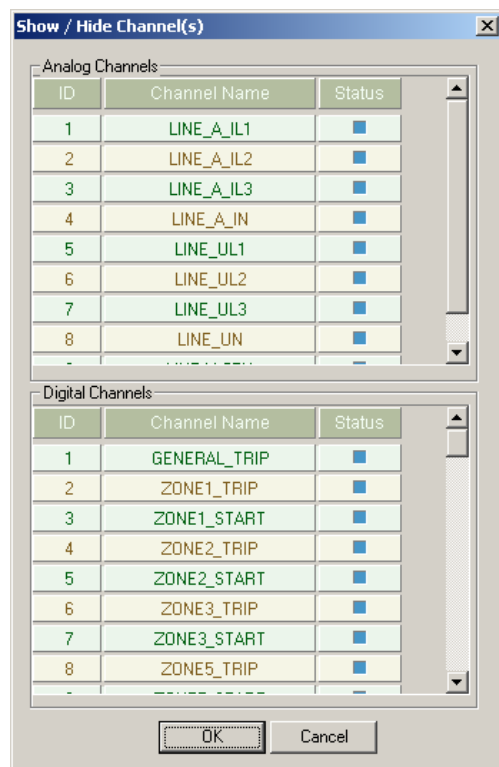 Show / Hide Channel(s)
Analog Channels
ID Channel Name Status
1 LINE_A_IL1
2 LINE_A_IL2
3 LINE_A_IL3
4 LINE_A_IN
5 LINE_UL1
6 LINE_UL2
7 LINE_UL3
8 LINE_UN
Digital Channels
ID Channel Name Status
1 GENERAL_TRIP
2 ZONE1_TRIP
3 ZONE1_START
4 ZONE2_TRIP
5 ZONE2_START
6 ZONE3_TRIP
7 ZONE3_START
8 ZONE5_TRIP
OK Cancel